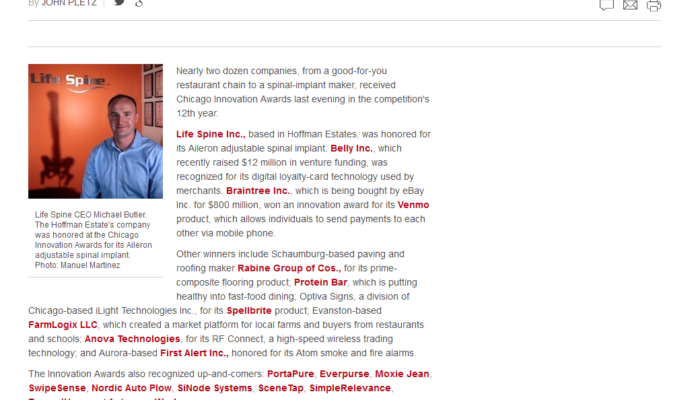 By JOHN PLETZ
Life Spine
Nearly two dozen companies, from a good-for-you
restaurant chain to a spinal-implant maker, received
Chicago Innovation Awards last evening in the competition's
12th year.
Life Spine Inc., based in Hoffman Estates, was honored for
its Aileron adjustable spinal implant. Belly Inc., which
recently raised $12 million in venture funding, was
recognized for its digital loyalty-card technology used by
merchants. Braintree Inc., which is being bought by eBay
Inc. for $800 million, won an innovation award for its Venmo
product, which allows individuals to send payments to each
other via mobile phone.
Life Spine CEO Michael Butler.
The Hoffman Estate's company
was honored at the Chicago
Innovation Awards for its Aileron
adjustable spinal implant.
Photo: Manuel Martinez
Other winners include Schaumburg-based paving and
roofing maker Rabine Group of Cos., for its prime-
composite flooring product; Protein Bar, which is putting
healthy into fast-food dining; Optiva Signs, a division of
Chicago-based iLight Technologies Inc., for its Spellbrite product; Evanston-based
FarmLogix LLC, which created a market platform for local farms and buyers from restaurants
and schools; Anova Technologies, for its RF Connect, a high-speed wireless trading
technology; and Aurora-based First Alert Inc., honored for its Atom smoke and fire alarms.
The Innovation Awards also recognized up-and-comers: PortaPure, Everpurse, Moxie Jean,
SwipeSense, Nordic Auto Plow, SiNode Systems, SceneTap, SimpleRelevance,